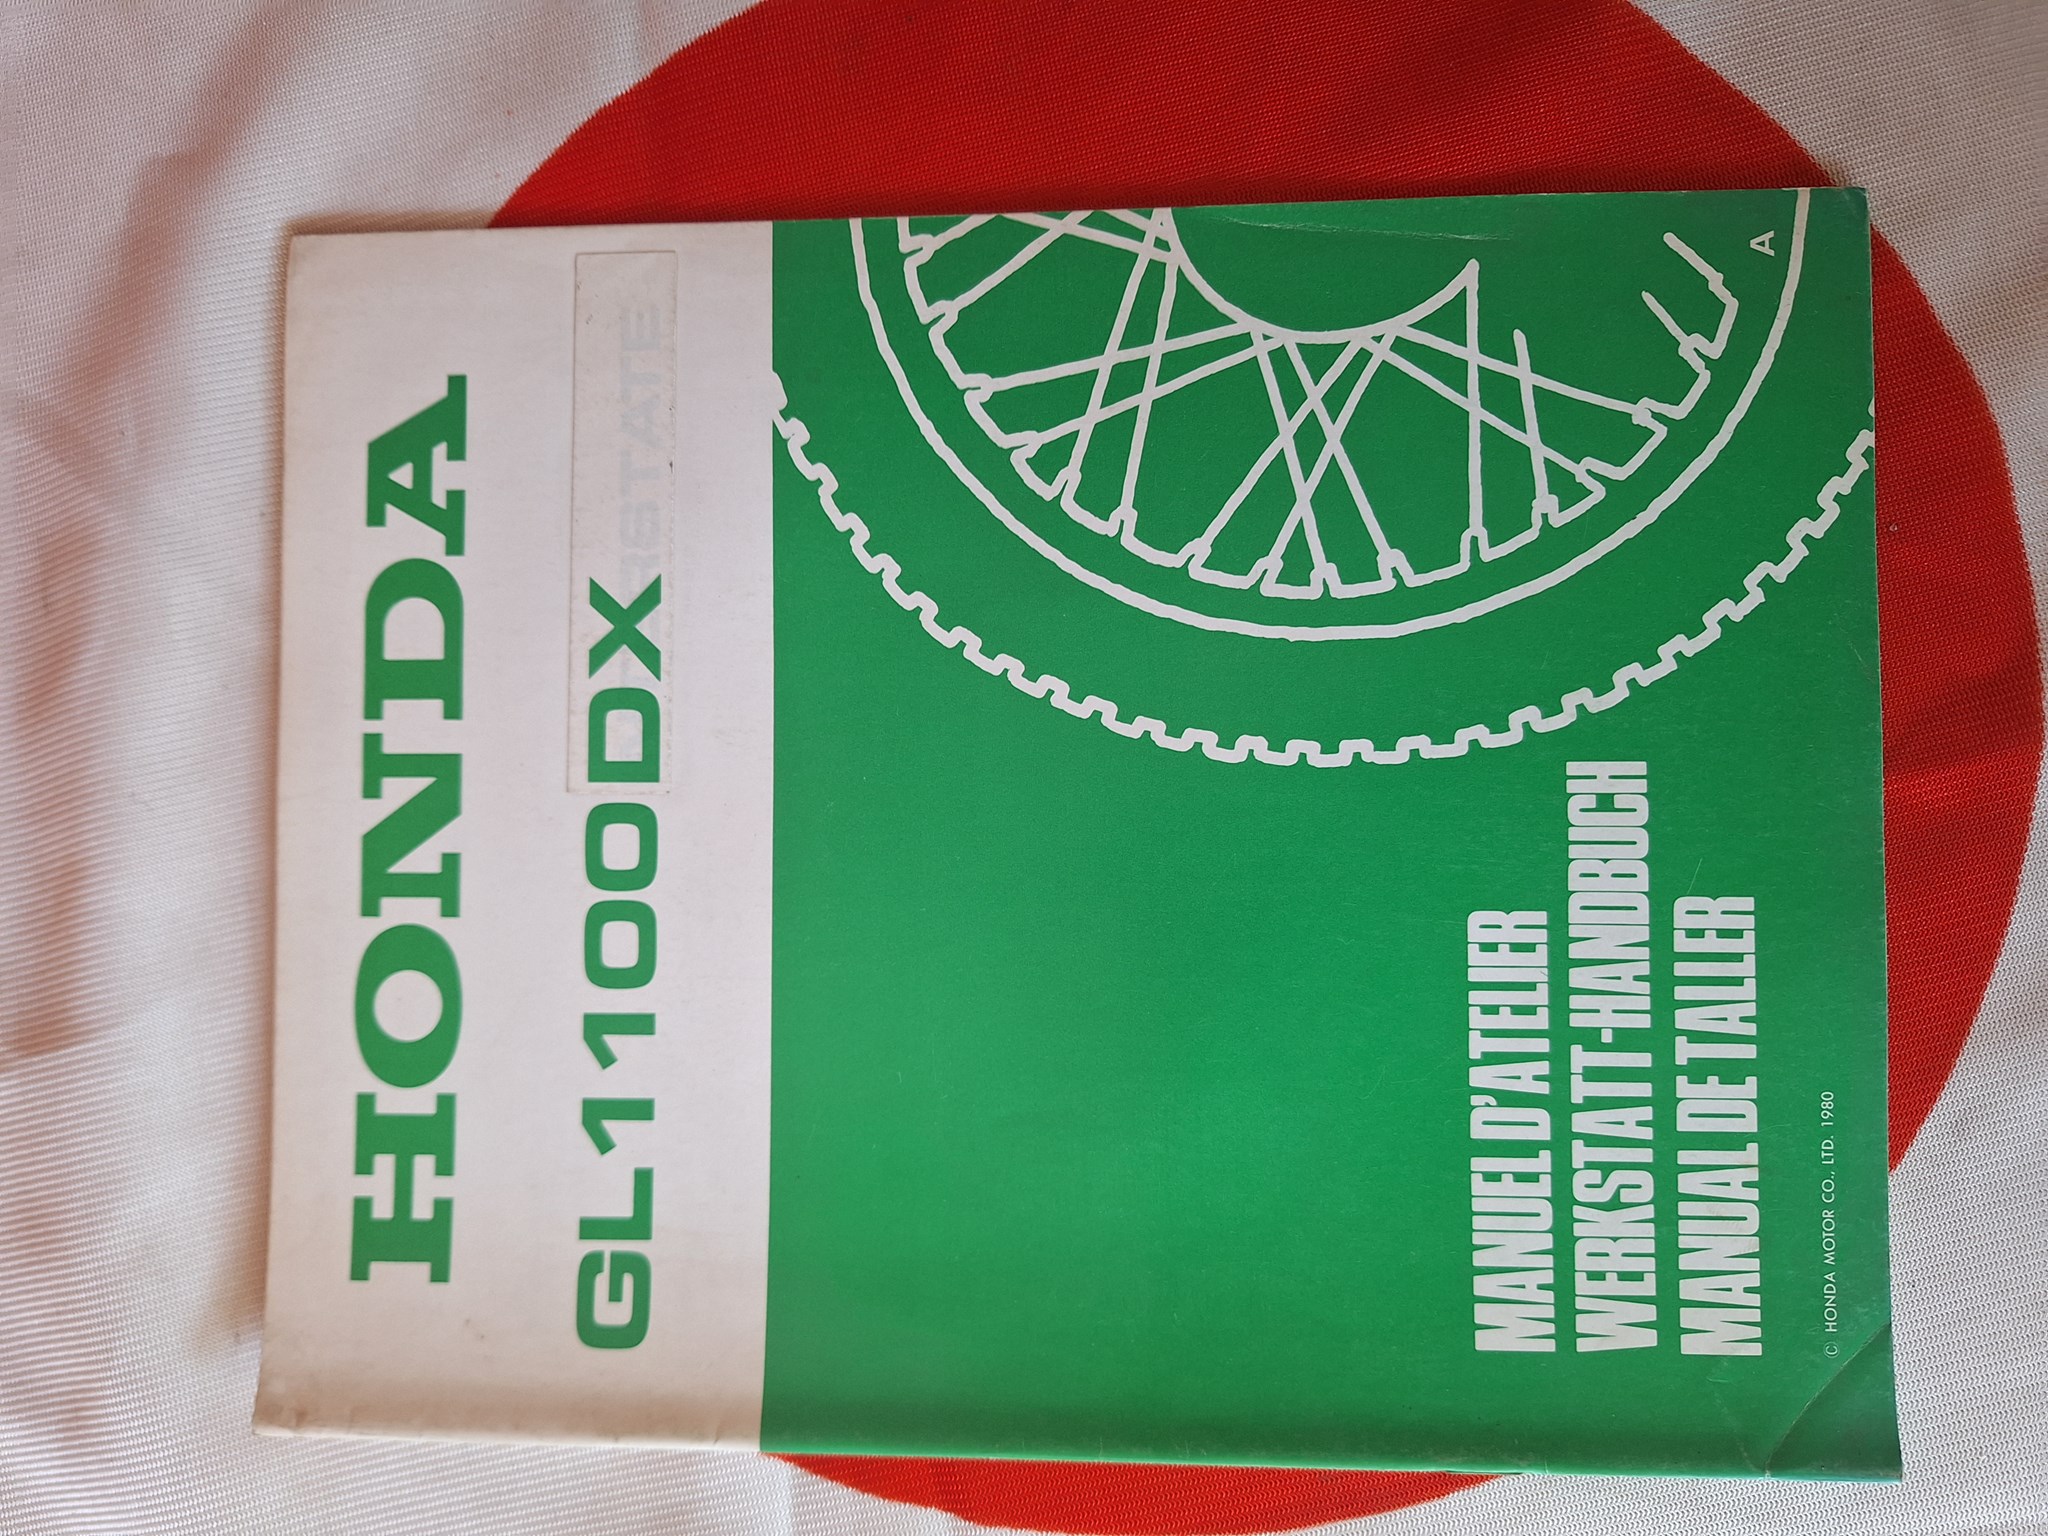 HONDA
GL1100DX
A
MANUEL D'ATELIER
WERKSTATT-HANDBUCH
MANUAL DE TALLER
© HONDA MOTOR CO., LTD. 1980